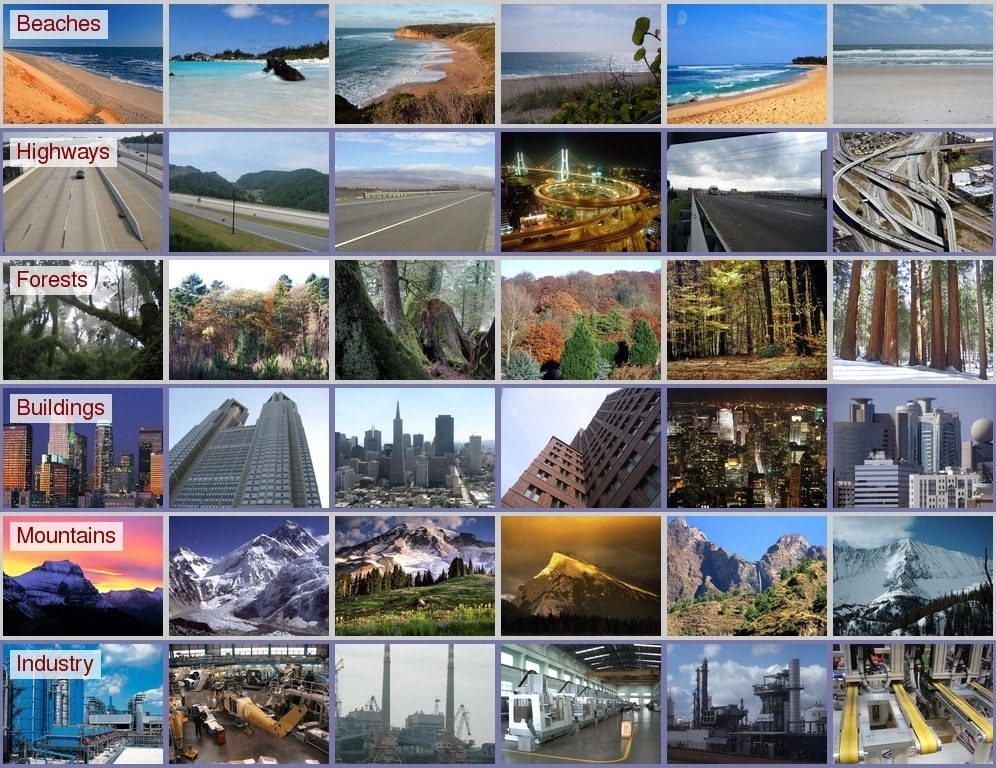 Beaches
Highways
Forests
Buildings
Mountains
Industry